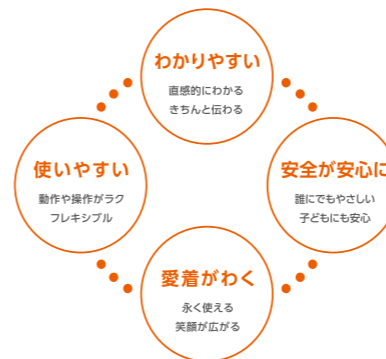 わかりやすい
直感的にわかる
きちんと伝わる
使いやすい
動作や操作がラク
フレキシブル
安全が安心に
誰にでもやさしい
子どもにも安心
愛着がわく
永く使える
笑顔が広がる